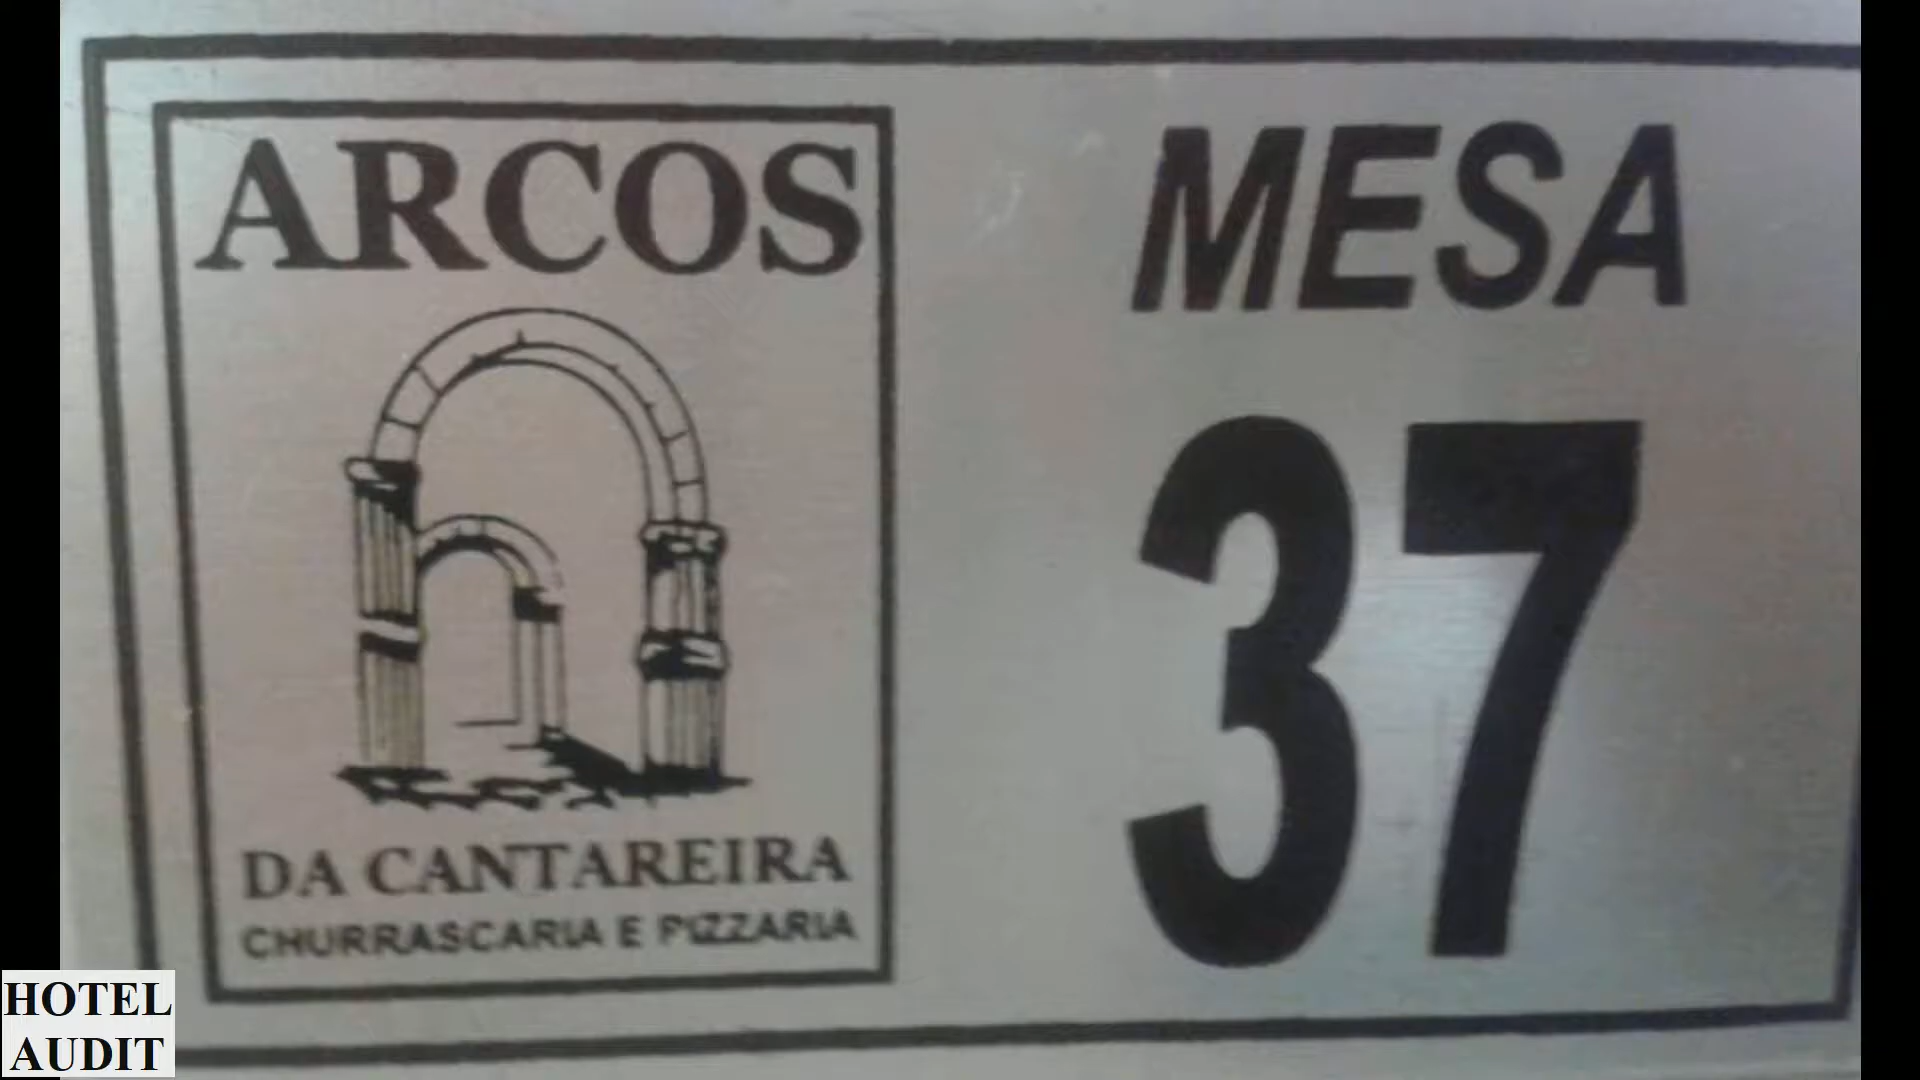 ARCOS
DA CANTAREIRA
CHURRASCARIA E PIZZARIA
MESA
37
HOTEL
AUDIT